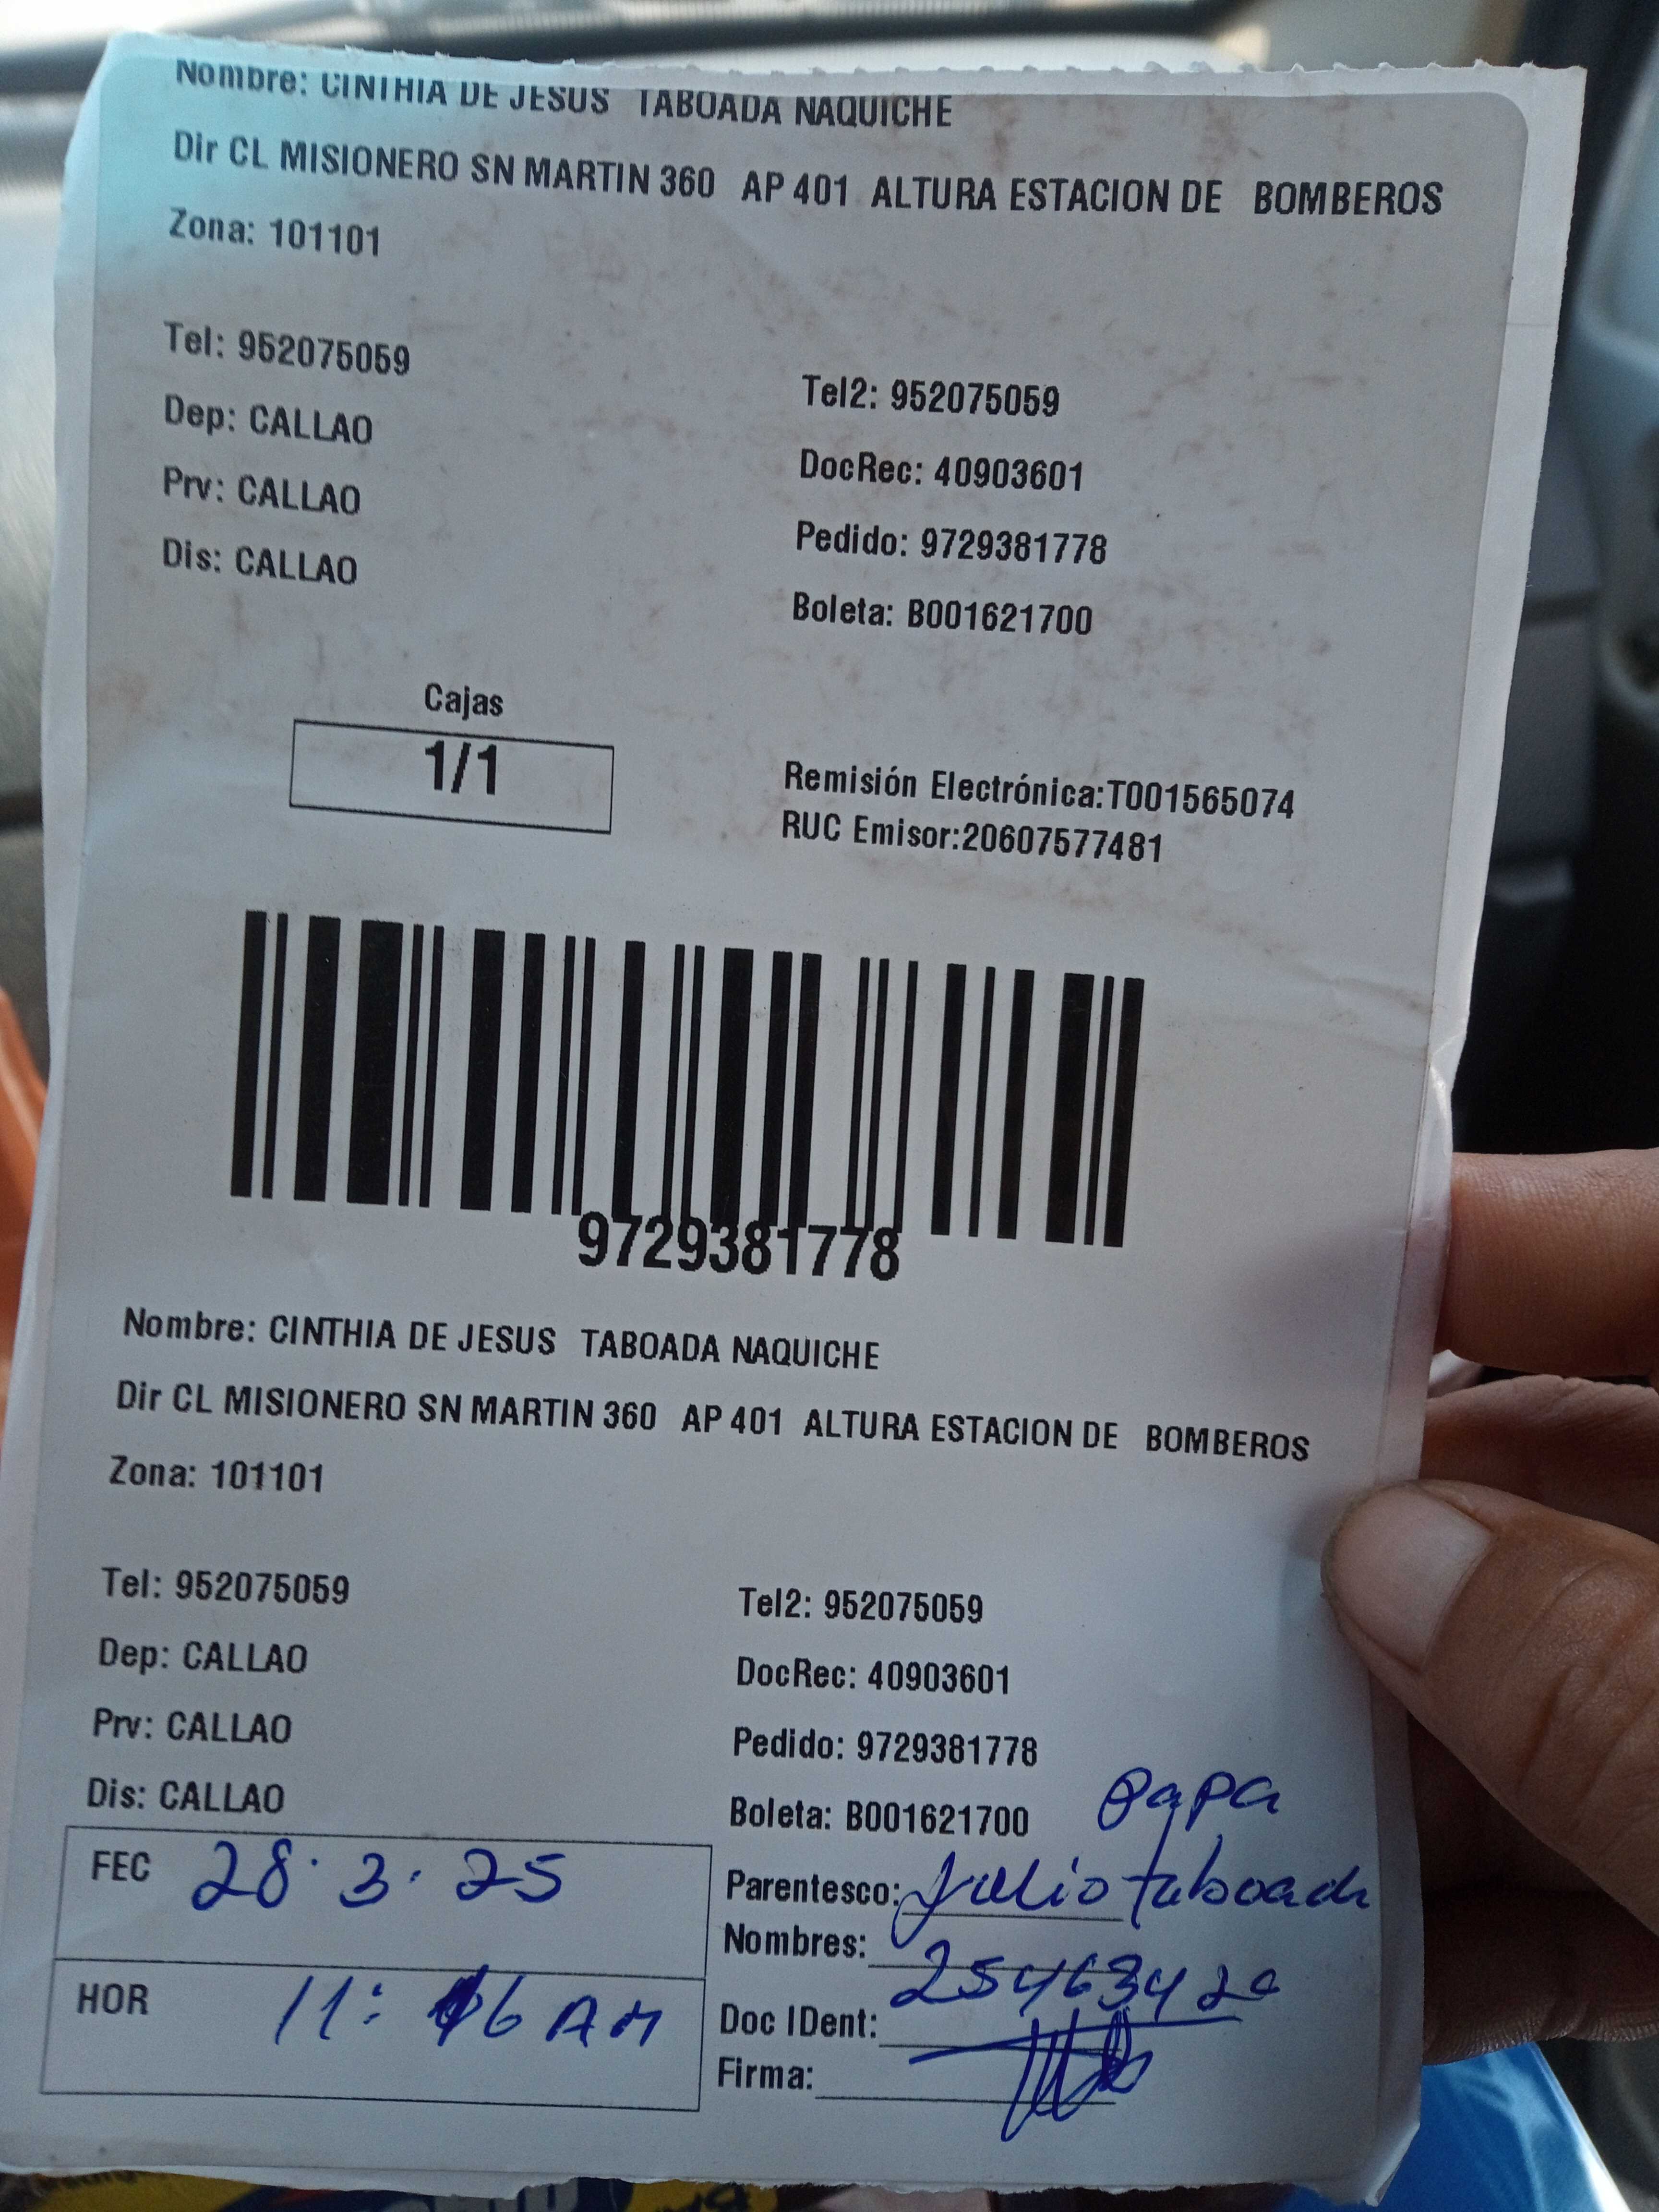 Nombre: CINTHIA DE JESUS TABOADA NAQUICHE
Dir CL MISIONERO SN MARTIN 360 AP 401 ALTURA ESTACION DE BOMBEROS
Zona: 101101
Tel: 952075059
Tel2: 952075059
Dep: CALLAO
DocRec: 40903601
Prv: CALLAO
Pedido: 9729381778
Dis: CALLAO
Boleta: B001621700
Cajas
1/1
Remisión Electrónica:T001565074
RUC Emisor:20607577481
9729381778
Nombre: CINTHIA DE JESUS TABOADA NAQUICHE
Dir CL MISIONERO SN MARTIN 360 AP 401 ALTURA ESTACION DE BOMBEROS
Zona: 101101
Tel: 952075059
Tel2: 952075059
Dep: CALLAO
DocRec: 40903601
Prv: CALLAO
Pedido: 9729381778
Dis: CALLAO
Boleta: B001621700
papa
FEC 28.3.25
Parentesco: Julio taboada
Nombres:
HOR 11: 16 AM
Doc IDent:
Firma: